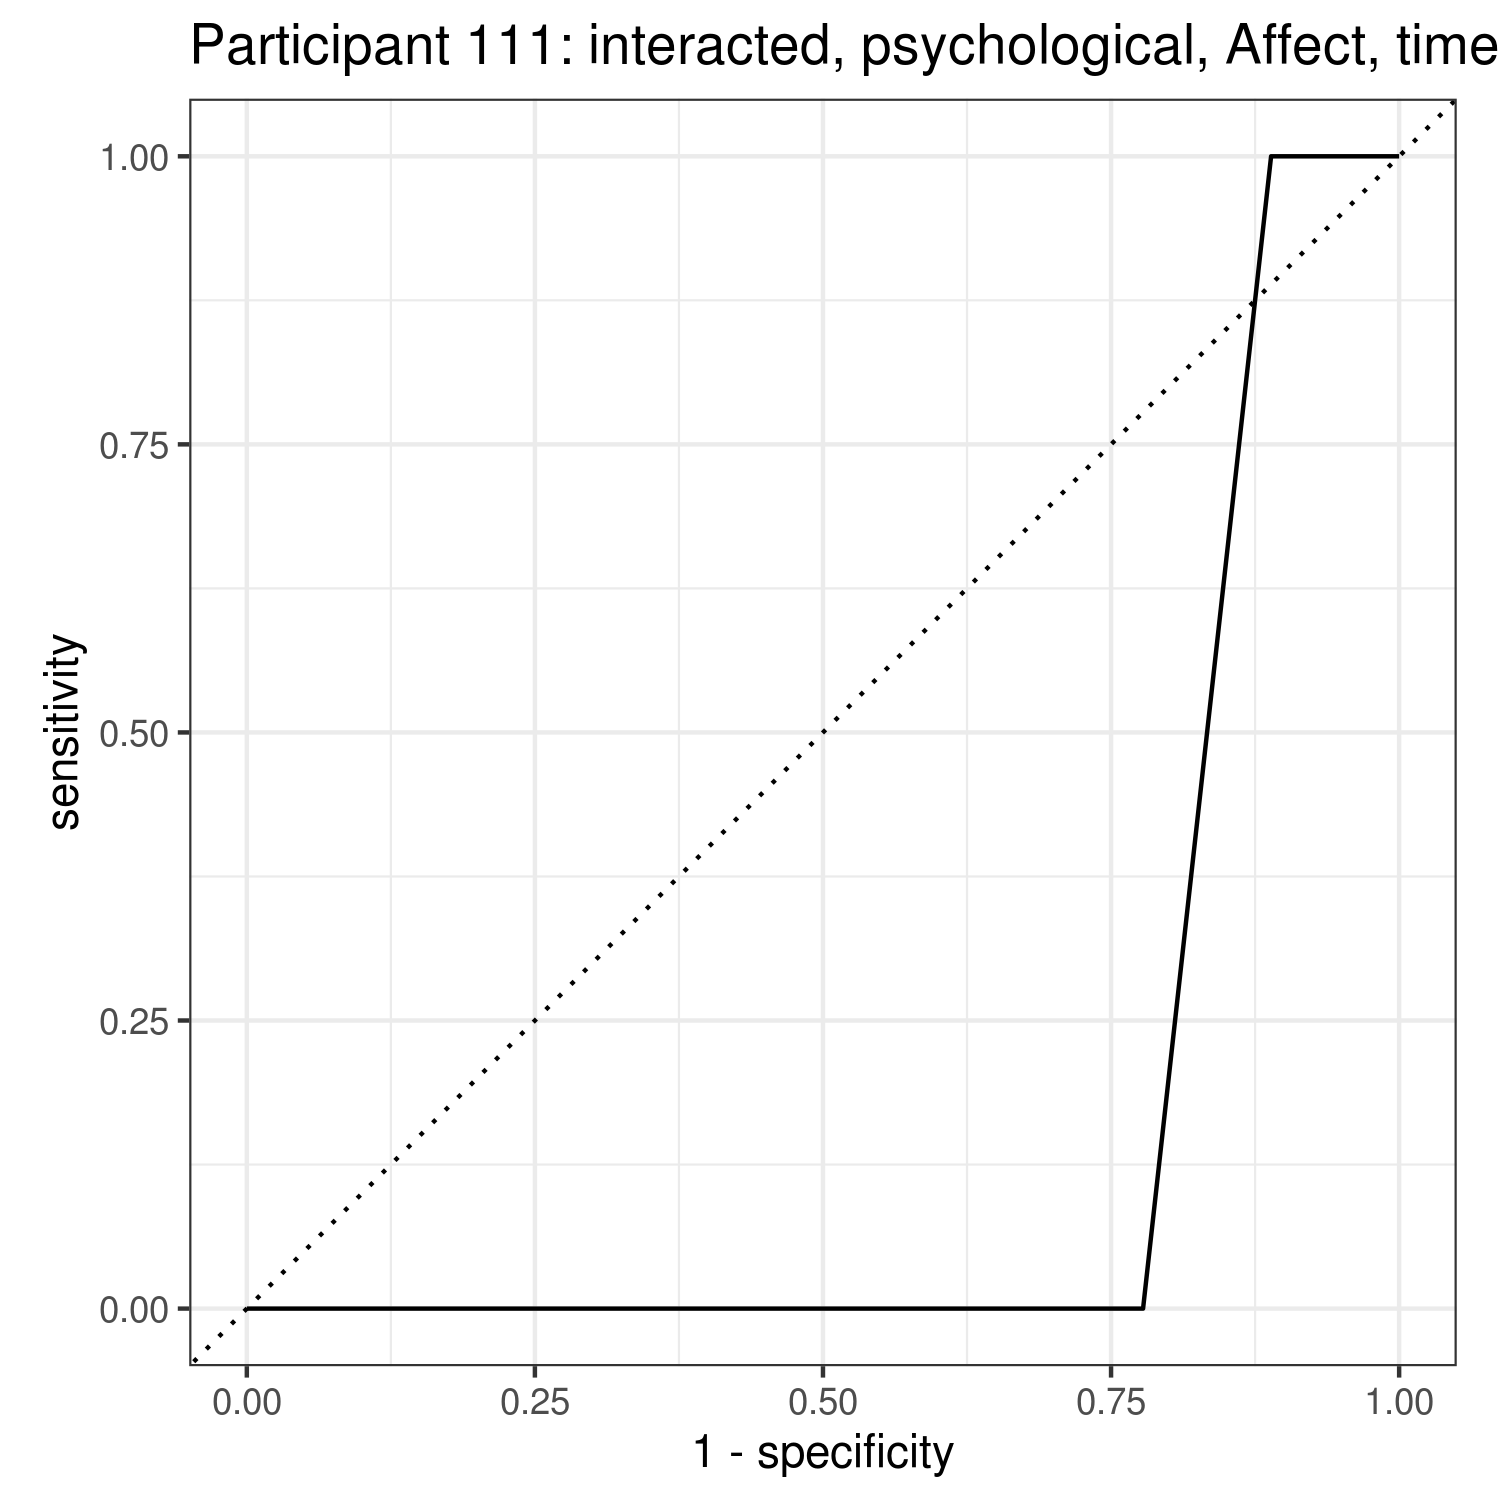 Participant 111: interacted, psychological, Affect, time
1.00
0.75
0.50
0.25
0.00
sensitivity
0.00 0.25 0.50 0.75 1.00
1 - specificity